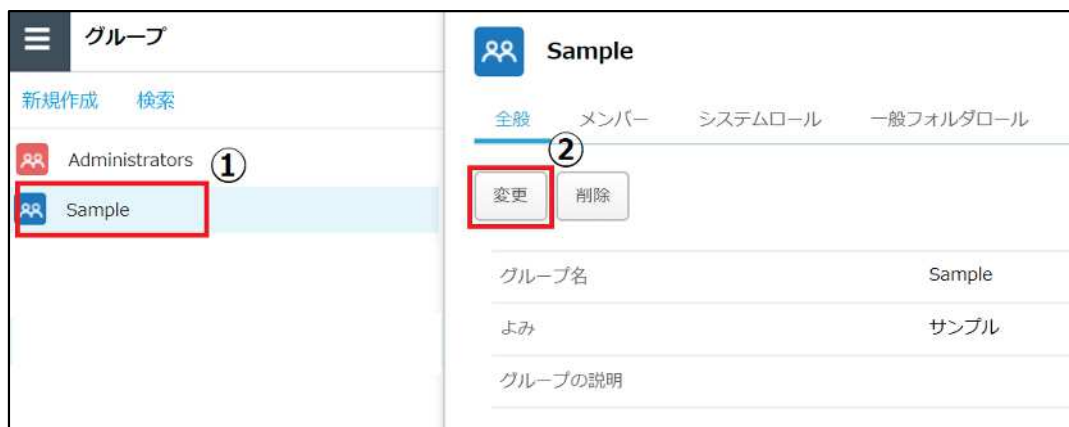 グループ
新規作成 検索
Administrators ①
Sample
Sample
全般 メンバー システムロール 一般フォルダロール
②
変更 削除
グループ名 Sample
よみ サンプル
グループの説明